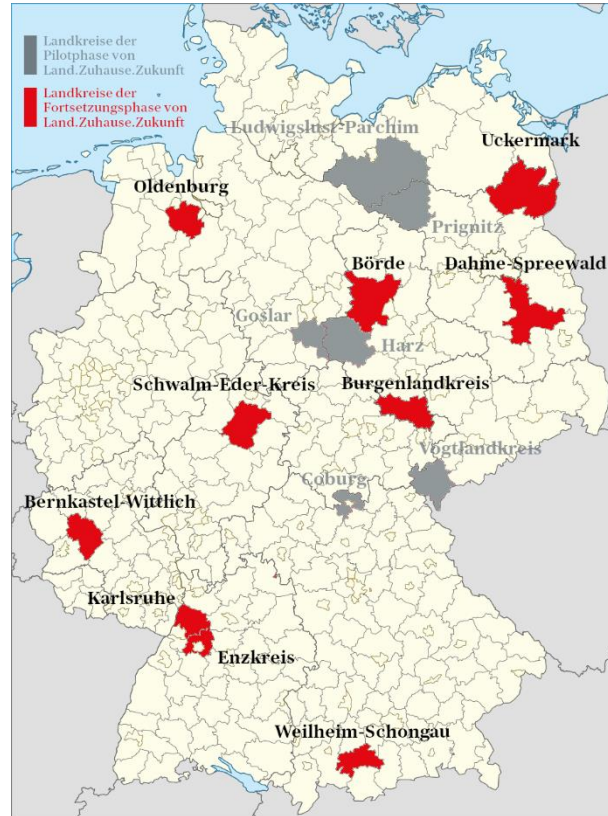 Landkreise der
Pilotphase von
Land.Zuhause.Zukunft
Landkreise der
Fortsetzungsphase von
Land.Zuhause.Zukunft
Ludwigslust-Parchim
Uckermark
Oldenburg
Prignitz
Börde
Dahme-Spreewald
Goslar
Harz
Schwalm-Eder-Kreis
Burgenlandkreis
Vogtlandkreis
Coburg
Bernkastel-Wittlich
Karlsruhe
Enzkreis
Weilheim-Schongau